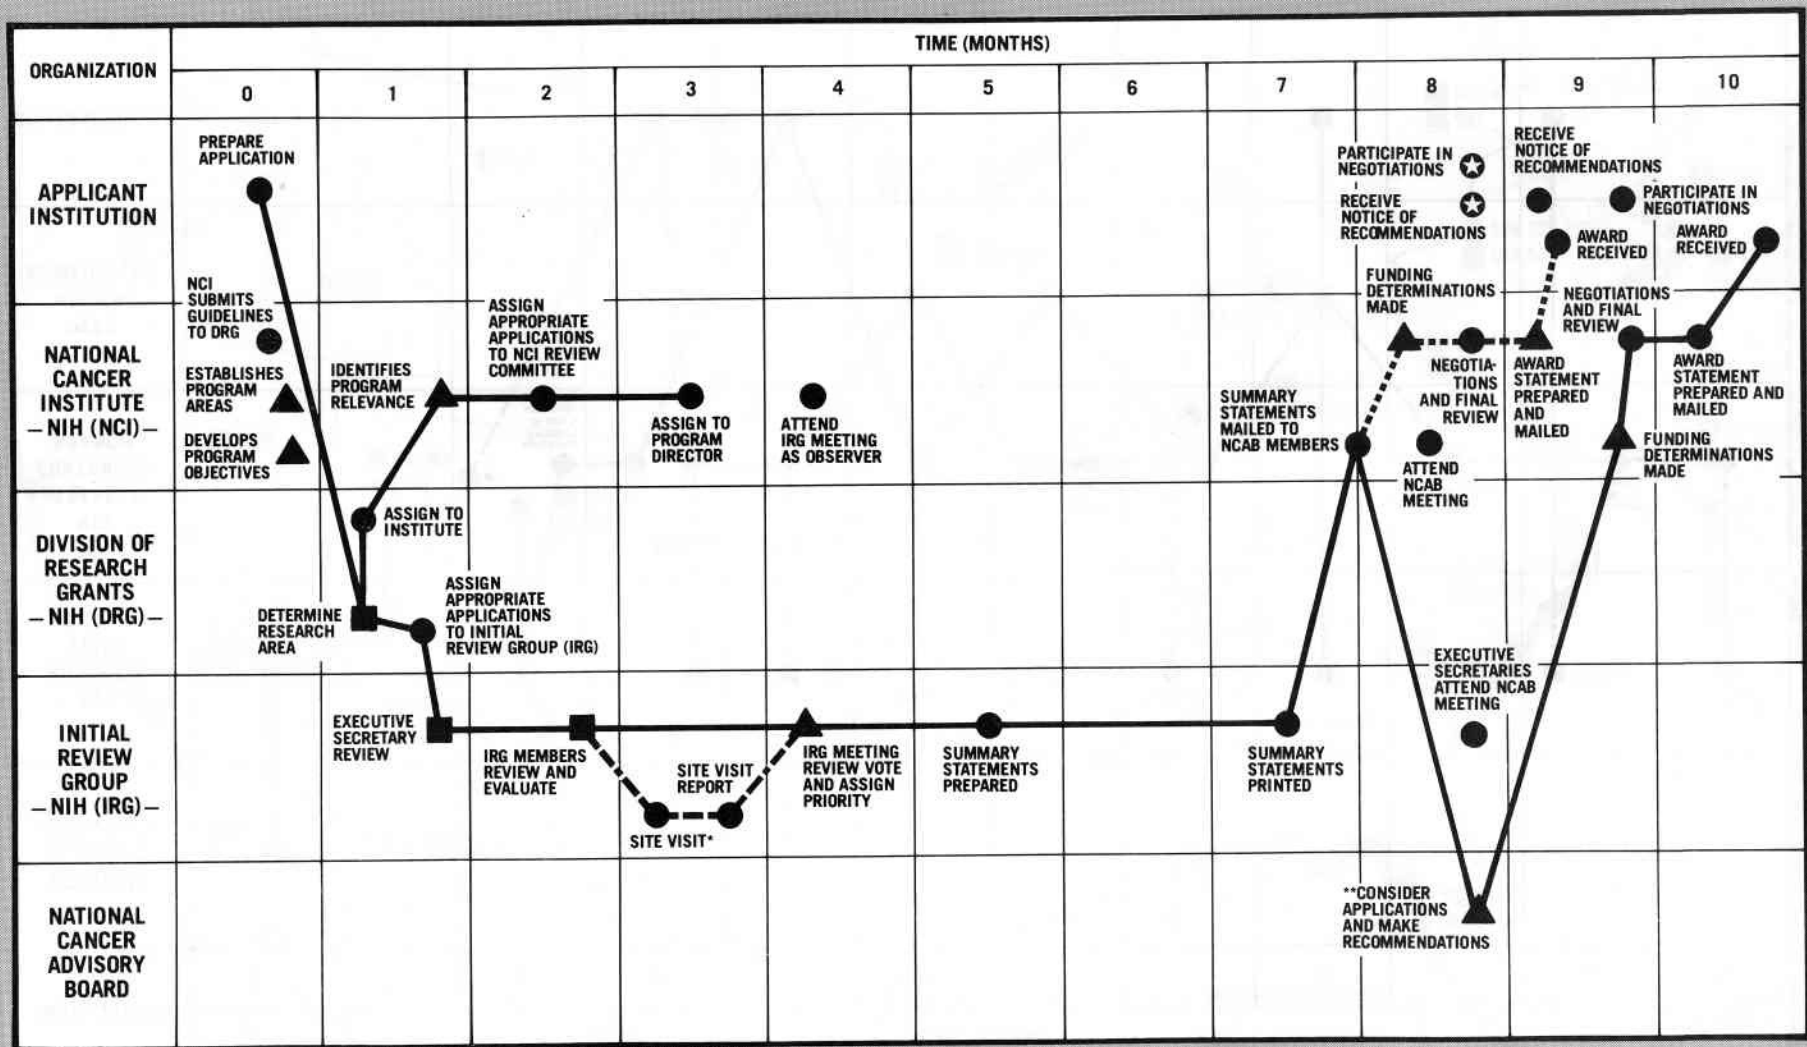 ORGANIZATION
TIME (MONTHS)
0 1 2 3 4 5 6 7 8 9 10
APPLICANT
INSTITUTION
PREPARE
APPLICATION
PARTICIPATE IN
NEGOTIATIONS
RECEIVE
NOTICE OF
RECOMMENDATIONS
RECEIVE
NOTICE OF
RECOMMENDATIONS
PARTICIPATE IN
NEGOTIATIONS
AWARD
RECEIVED
AWARD
RECEIVED
NATIONAL
CANCER
INSTITUTE
— NIH (NCI) —
NCI
SUBMITS
GUIDELINES
TO DRG
ESTABLISHES
PROGRAM
AREAS
DEVELOPS
PROGRAM
OBJECTIVES
IDENTIFIES
PROGRAM
RELEVANCE
ASSIGN
APPROPRIATE
APPLICATIONS
TO NCI REVIEW
COMMITTEE
ASSIGN TO
PROGRAM
DIRECTOR
ATTEND
IRG MEETING
AS OBSERVER
SUMMARY
STATEMENTS
MAILED TO
NCAB MEMBERS
FUNDING
DETERMINATIONS
MADE
NEGOTIA-
TIONS
AND FINAL
REVIEW
ATTEND
NCAB
MEETING
AWARD
STATEMENT
PREPARED
AND
MAILED
NEGOTIATIONS
AND FINAL
REVIEW
FUNDING
DETERMINATIONS
MADE
AWARD
STATEMENT
PREPARED AND
MAILED
DIVISION OF
RESEARCH
GRANTS
— NIH (DRG) —
ASSIGN TO
INSTITUTE
DETERMINE
RESEARCH
AREA
ASSIGN
APPROPRIATE
APPLICATIONS
TO INITIAL
REVIEW GROUP (IRG)
INITIAL
REVIEW
GROUP
— NIH (IRG) —
EXECUTIVE
SECRETARY
REVIEW
IRG MEMBERS
REVIEW AND
EVALUATE
SITE VISIT*
SITE VISIT
REPORT
IRG MEETING
REVIEW VOTE
AND ASSIGN
PRIORITY
SUMMARY
STATEMENTS
PREPARED
SUMMARY
STATEMENTS
PRINTED
EXECUTIVE
SECRETARIES
ATTEND NCAB
MEETING
NATIONAL
CANCER
ADVISORY
BOARD
**CONSIDER
APPLICATIONS
AND MAKE
RECOMMENDATIONS